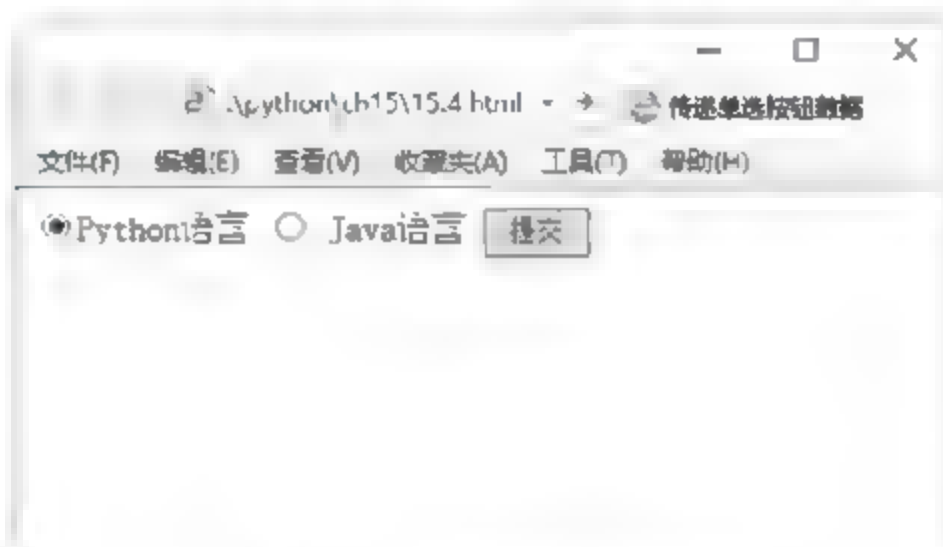 \python\ch15\15.4.html 传递单选按钮数据
文件(F) 编辑(E) 查看(V) 收藏夹(A) 工具(T) 帮助(H)
Python语言 Java语言 提交